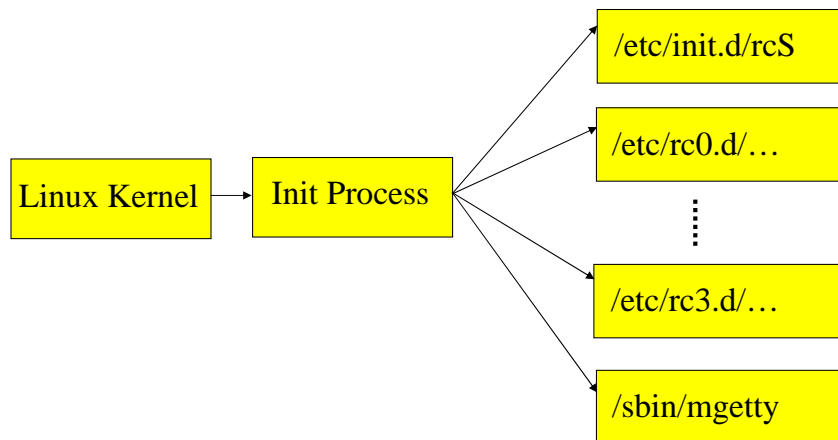 /etc/init.d/rcS
/etc/rc0.d/…
Linux Kernel
Init Process
/etc/rc3.d/…
/sbin/mgetty